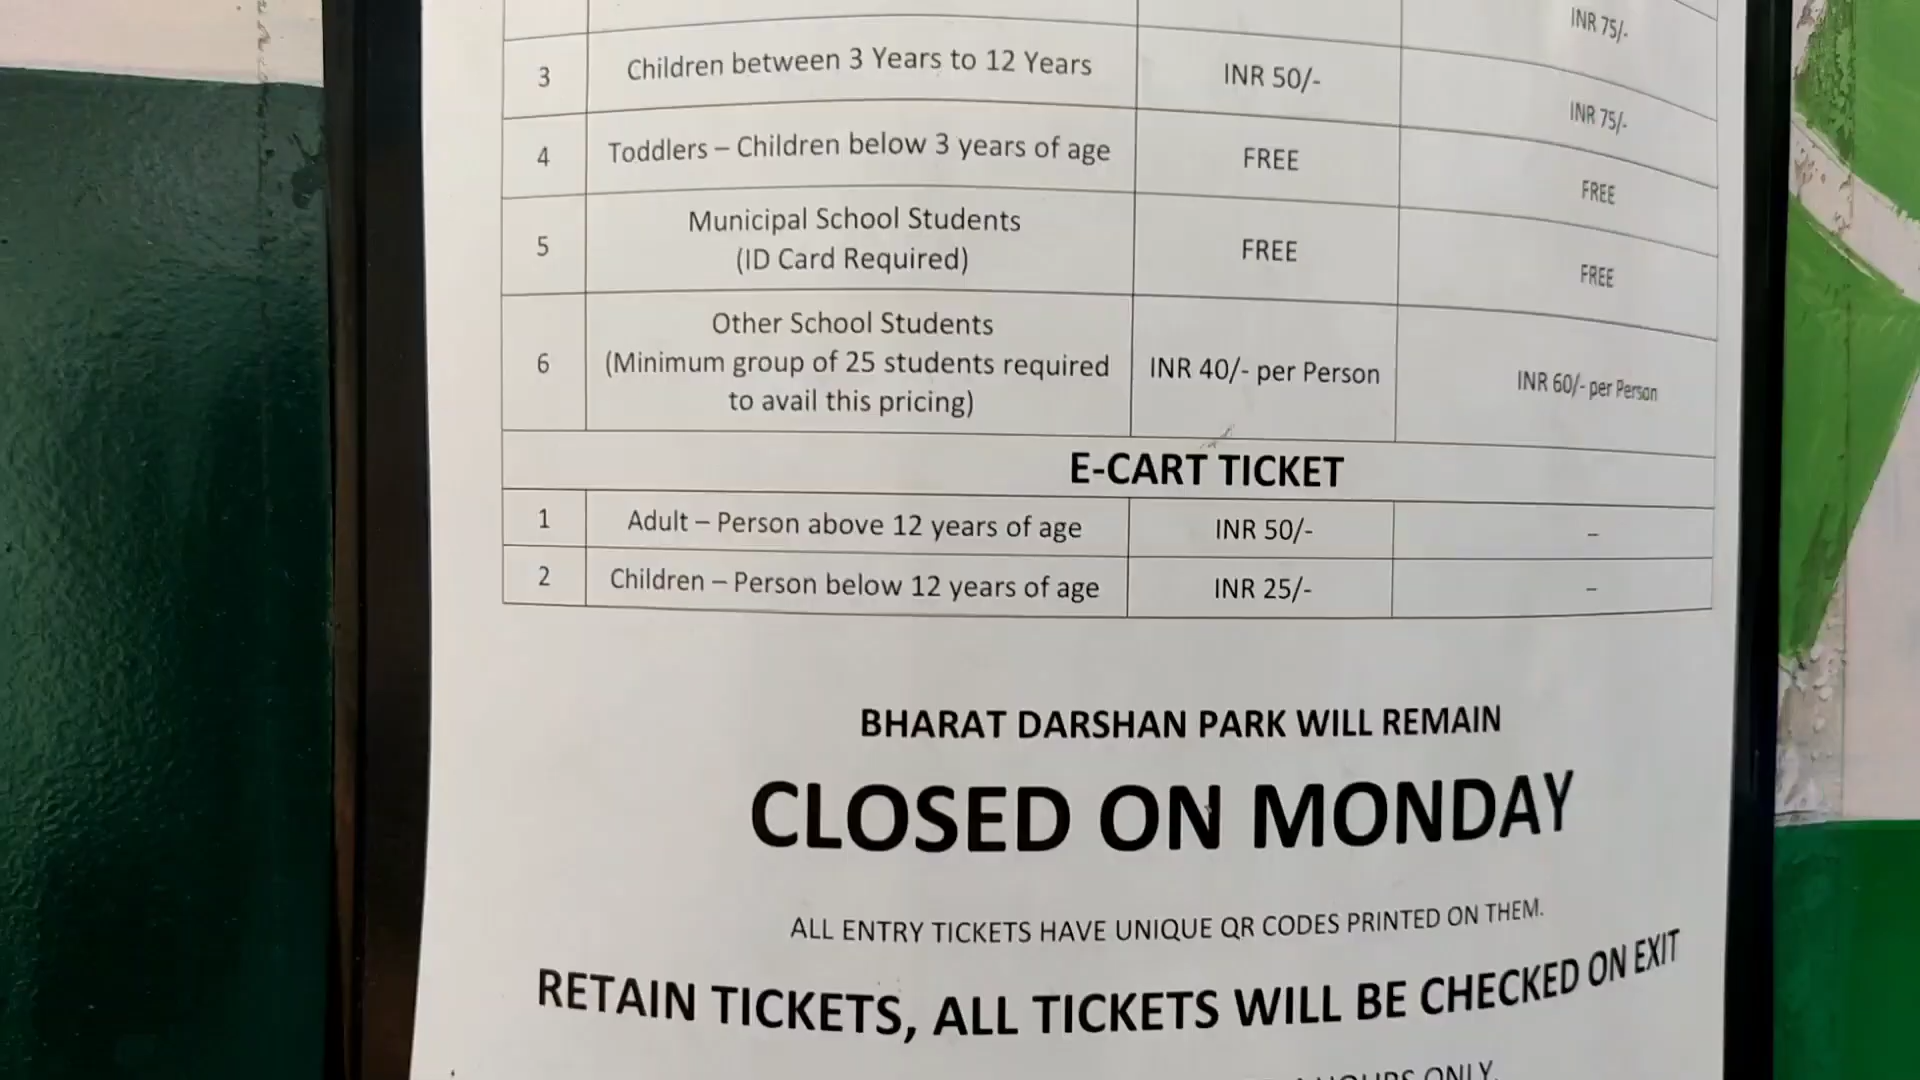 INR 75/-
3 Children between 3 Years to 12 Years INR 50/- INR 75/-
4 Toddlers – Children below 3 years of age FREE FREE
5 Municipal School Students
(ID Card Required) FREE FREE
6 Other School Students
(Minimum group of 25 students required
to avail this pricing) INR 40/- per Person INR 60/- per Person
E-CART TICKET
1 Adult – Person above 12 years of age INR 50/- –
2 Children – Person below 12 years of age INR 25/- –
BHARAT DARSHAN PARK WILL REMAIN
CLOSED ON MONDAY
ALL ENTRY TICKETS HAVE UNIQUE QR CODES PRINTED ON THEM.
RETAIN TICKETS, ALL TICKETS WILL BE CHECKED ON EXIT
HOURS ONLY.